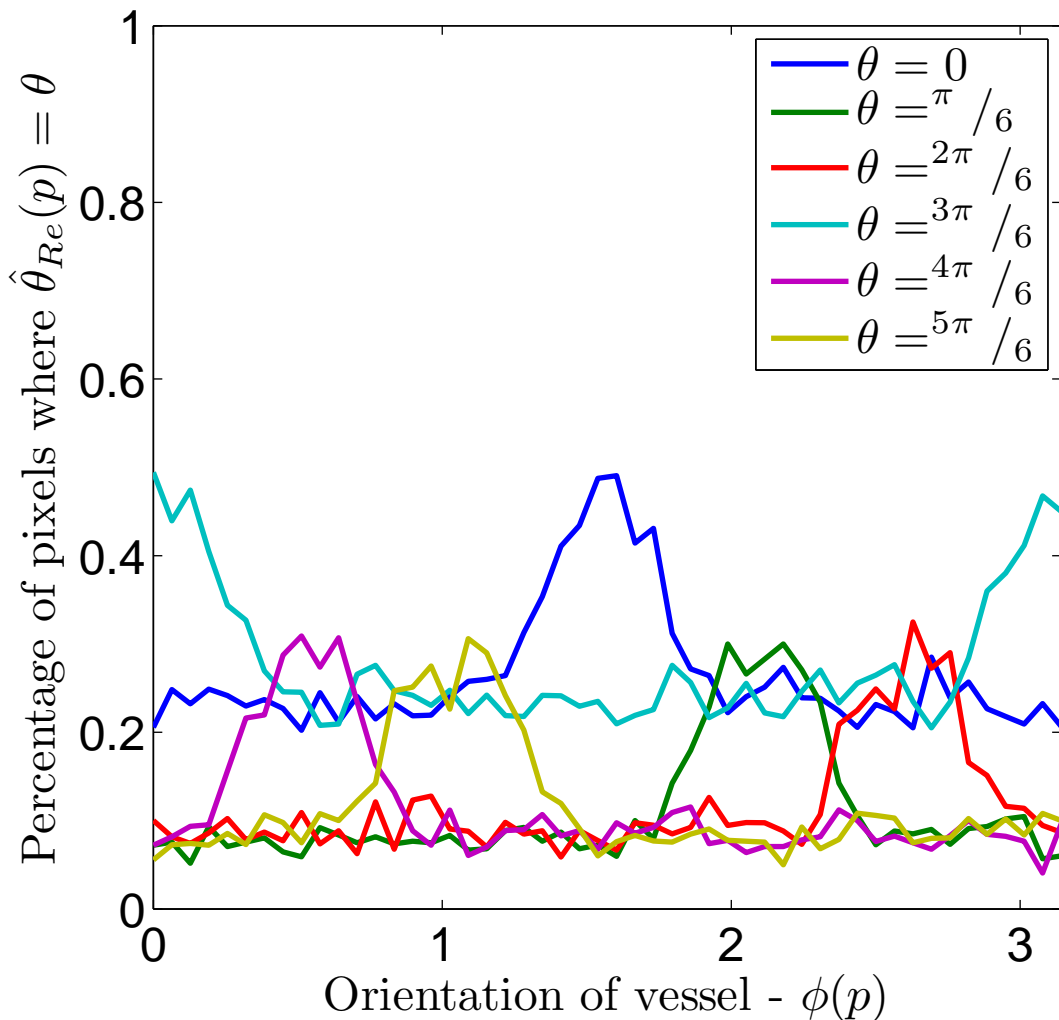 Percentage of pixels where θ̂_Re(p) = θ
1
0.8
0.6
0.4
0.2
0
0 1 2 3
Orientation of vessel - ϕ(p)
θ = 0
θ = π/6
θ = 2π/6
θ = 3π/6
θ = 4π/6
θ = 5π/6